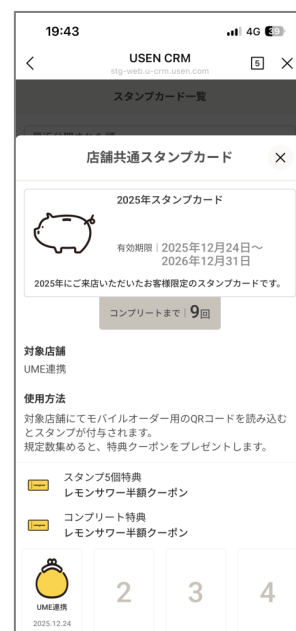 19:43
4G 39
USEN CRM
stg-web.u-crm.usen.com
5
スタンプカード一覧
店舗共通スタンプカード
2025年スタンプカード
有効期限 | 2025年12月24日〜
2026年12月31日
2025年にご来店いただいたお客様限定のスタンプカードです。
コンプリートまで | 9回
対象店舗
UME連携
使用方法
対象店舗にてモバイルオーダー用のQRコードを読み込む
とスタンプが付与されます。
規定数集めると、特典クーポンをプレゼントします。
スタンプ5個特典
レモンサワー半額クーポン
コンプリート特典
レモンサワー半額クーポン
2
3
4
UME連携
2025.12.24